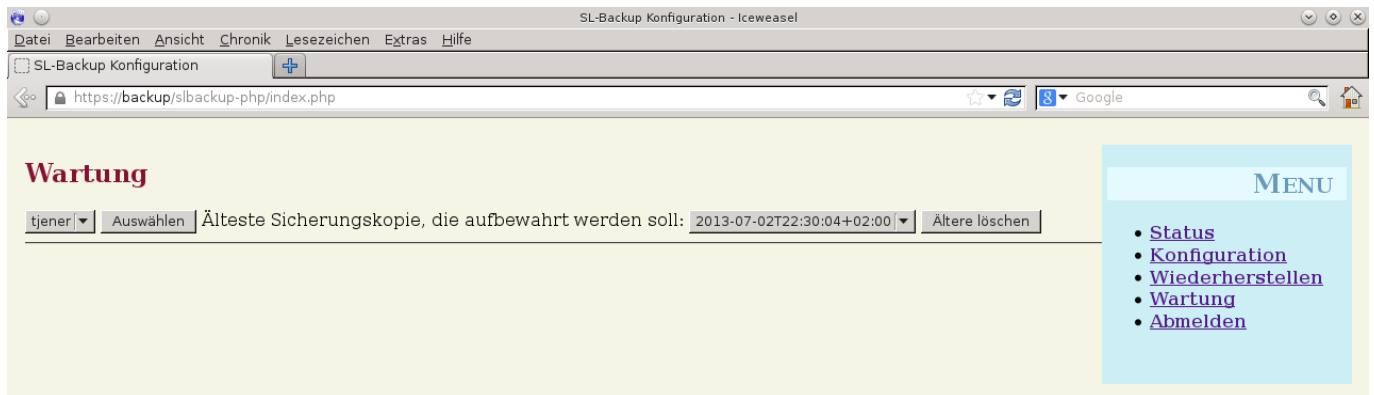 SL-Backup Konfiguration - Iceweasel
Datei Bearbeiten Ansicht Chronik Lesezeichen Extras Hilfe
SL-Backup Konfiguration
https://backup/slbackup-php/index.php
Google
Wartung
tjener Auswählen Älteste Sicherungskopie, die aufbewahrt werden soll: 2013-07-02T22:30:04+02:00 Ältere löschen
MENU
Status
Konfiguration
Wiederherstellen
Wartung
Abmelden